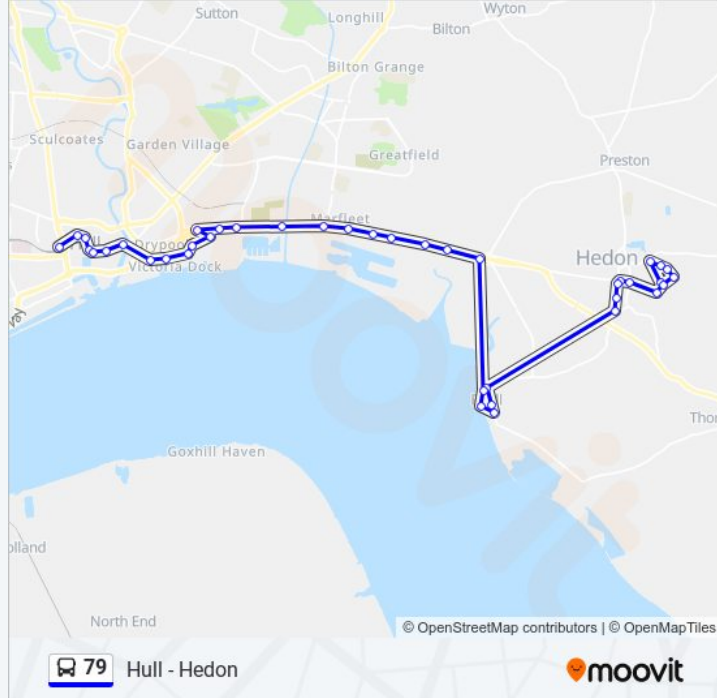 Sutton
Longhill
Wyton
Bilton
Bilton Grange
Sculcoates
Garden Village
Greatfield
Preston
Marfleet
Hedon
Victoria Dock
Goxhill Haven
North End
© OpenStreetMap contributors | © OpenMapTiles
79 Hull - Hedon
moovit